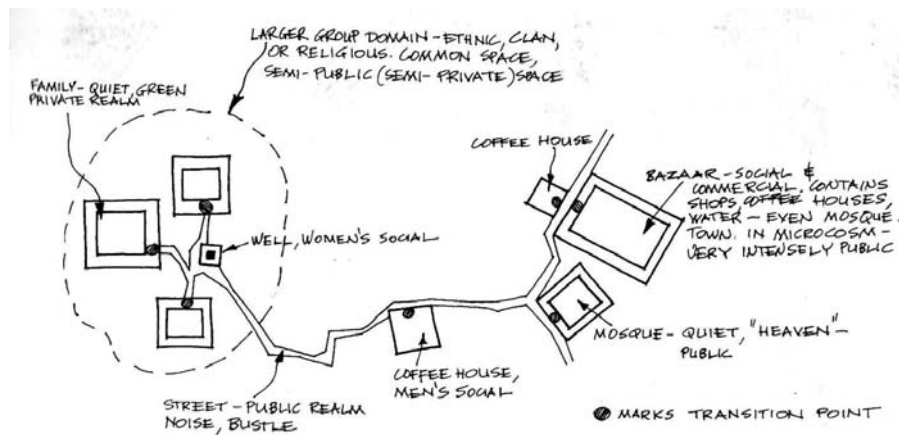 LARGER GROUP DOMAIN - ETHNIC, CLAN,
OR RELIGIOUS. COMMON SPACE,
SEMI-PUBLIC (SEMI-PRIVATE) SPACE
FAMILY - QUIET, GREEN
PRIVATE REALM
COFFEE HOUSE
BAZAAR - SOCIAL &
COMMERCIAL. CONTAINS
SHOPS, COFFEE HOUSES,
WATER - EVEN MOSQUE.
TOWN. IN MICROCOSM -
VERY INTENSELY PUBLIC
WELL, WOMEN'S SOCIAL
MOSQUE - QUIET, "HEAVEN" -
PUBLIC
COFFEE HOUSE,
MEN'S SOCIAL
STREET - PUBLIC REALM
NOISE, BUSTLE
MARKS TRANSITION POINT